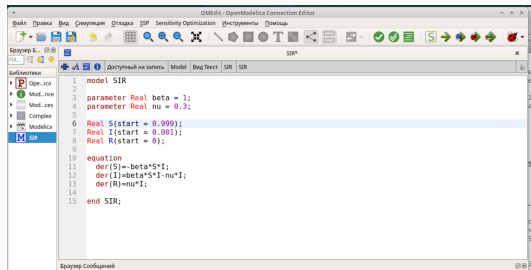 OMEdit - OpenModelica Connection Editor
Файл Правка Вид Симуляция Отладка SSP Sensitivity Optimization Инструменты Помощь
Браузер Б...
SIR*
Доступный на запись Model Вид Текст SIR SIR
Библиотеки
Ope...ica
Mod...nce
Mod...ces
Complex
Modelica
SIR
1 model SIR
2
3 parameter Real beta = 1;
4 parameter Real nu = 0.3;
5
6 Real S(start = 0.999);
7 Real I(start = 0.001);
8 Real R(start = 0);
9
10 equation
11 der(S)=-beta*S*I;
12 der(I)=beta*S*I-nu*I;
13 der(R)=nu*I;
14
15 end SIR;
Браузер Сообщений